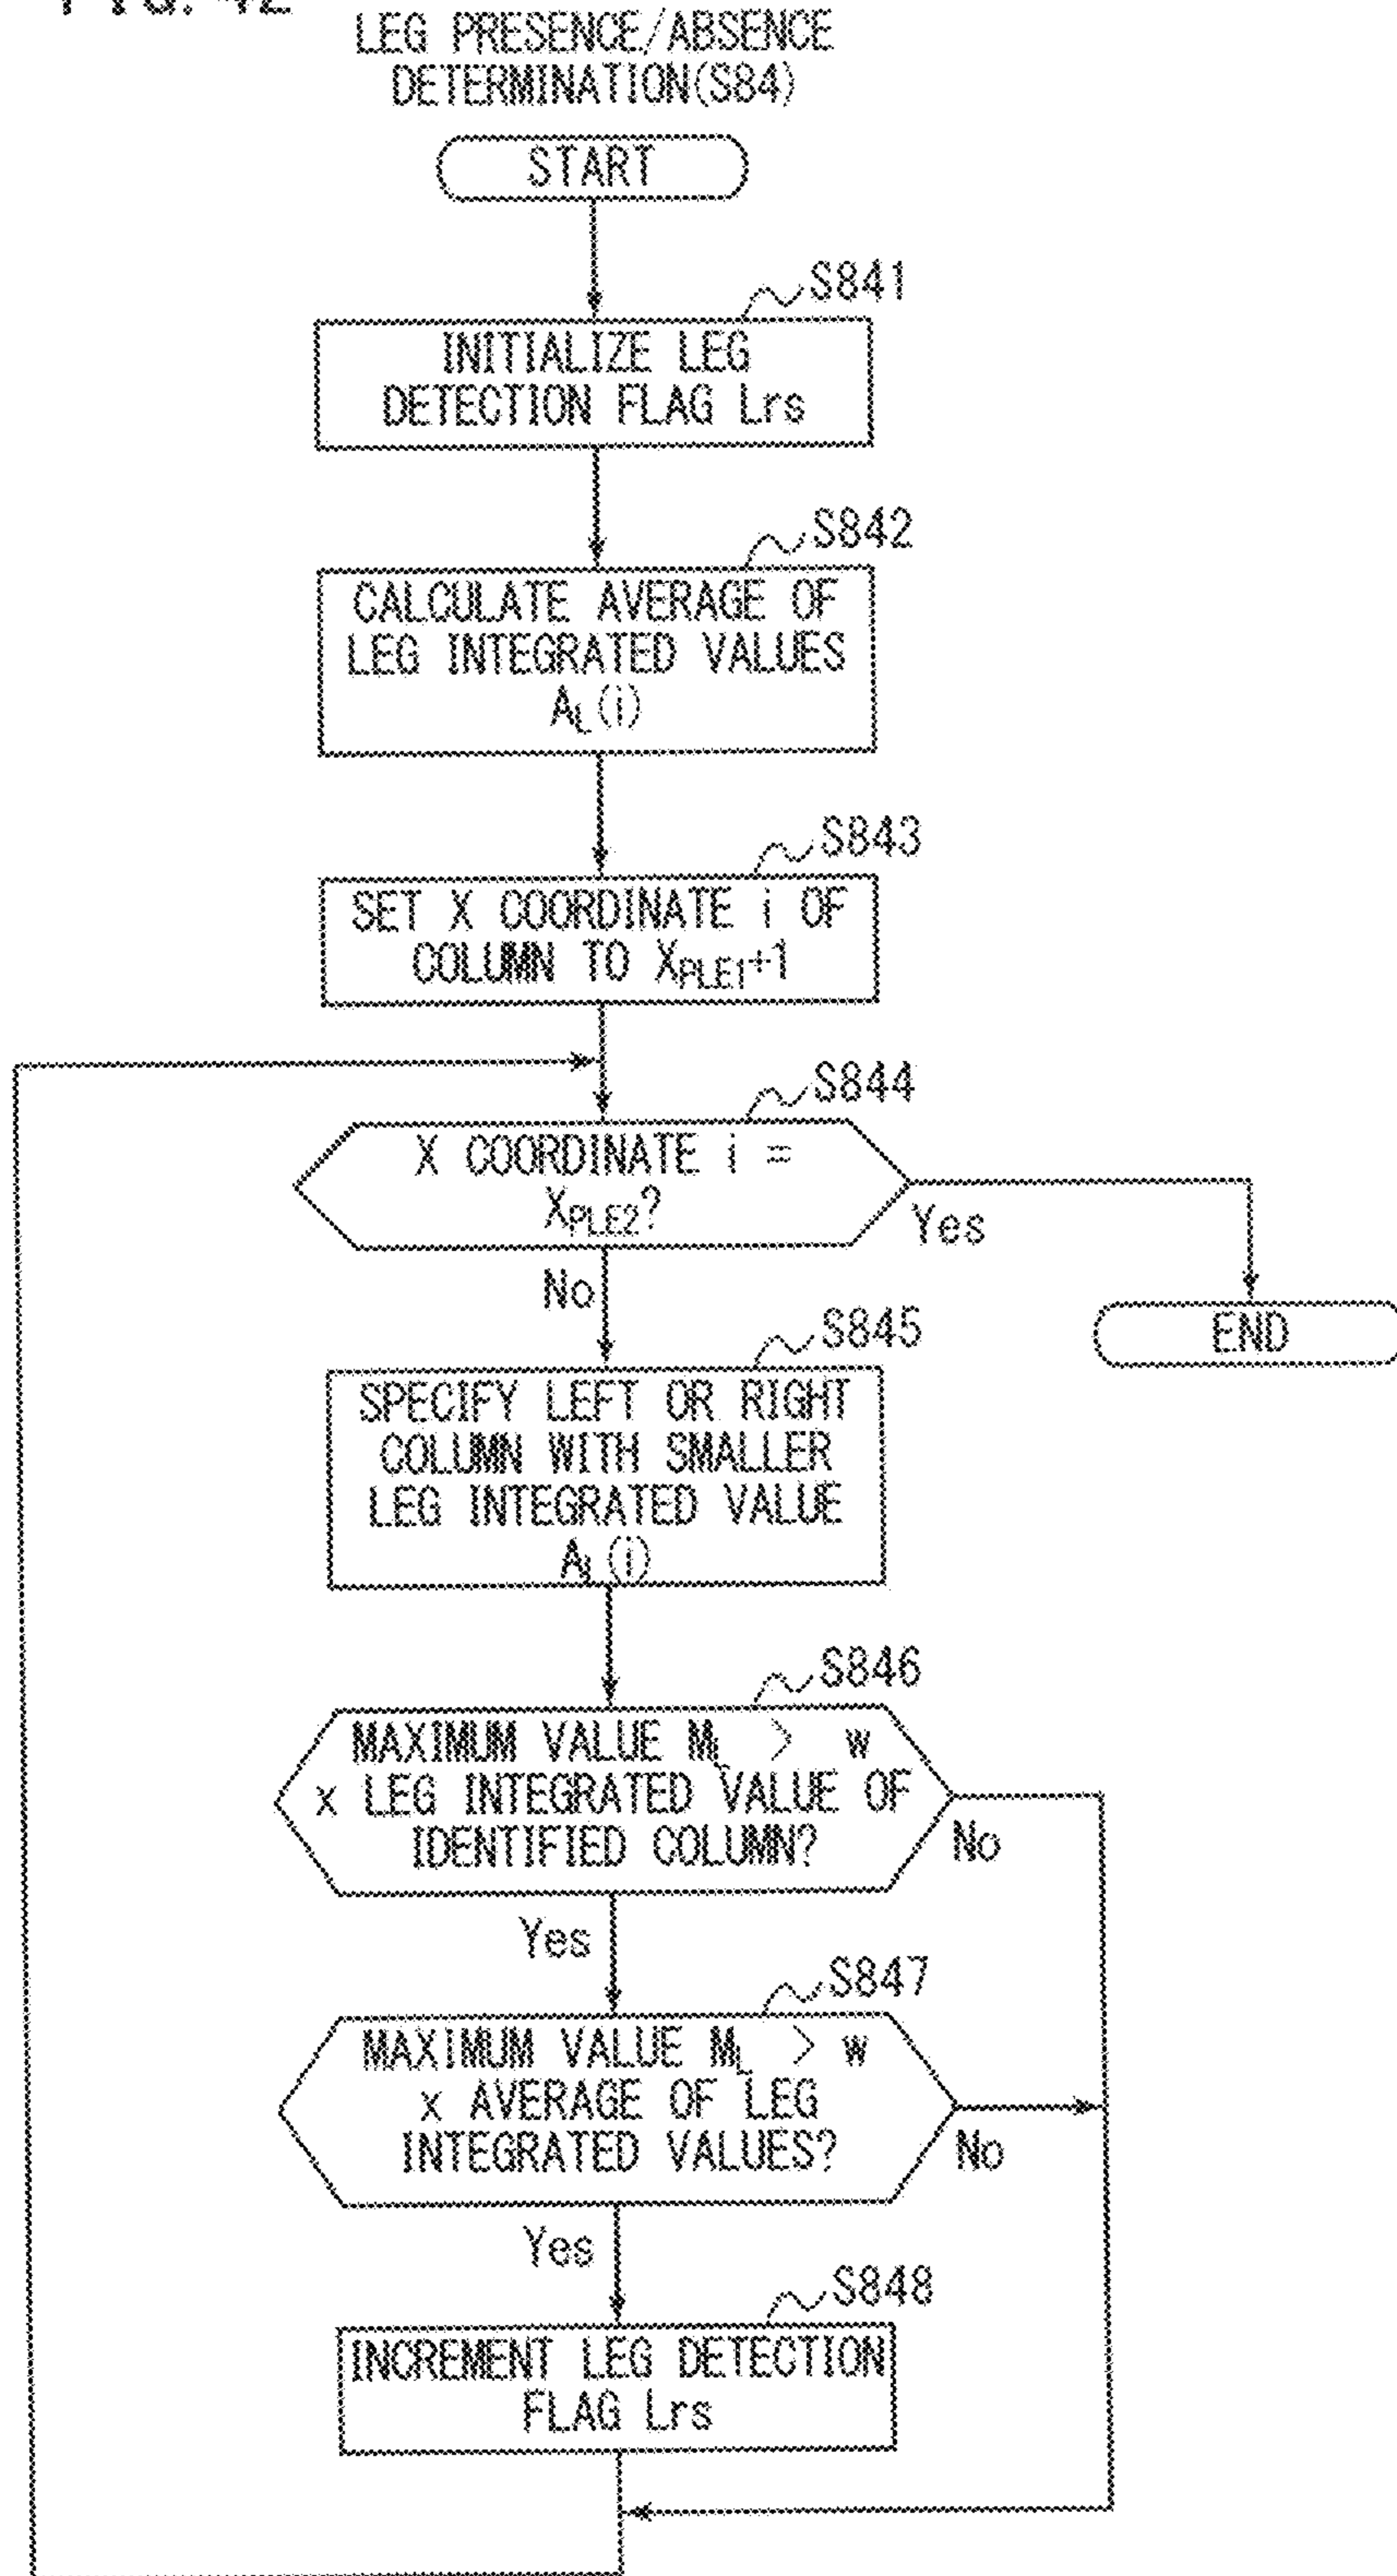 FIG. 42
LEG PRESENCE/ABSENCE
DETERMINATION(S84)
START
S841
INITIALIZE LEG
DETECTION FLAG Lrs
S842
CALCULATE AVERAGE OF
LEG INTEGRATED VALUES
AL(i)
S843
SET X COORDINATE i OF
COLUMN TO XPLE1+1
S844
X COORDINATE i =
XPLE2?
Yes
No
END
S845
SPECIFY LEFT OR RIGHT
COLUMN WITH SMALLER
LEG INTEGRATED VALUE
AL(i)
S846
MAXIMUM VALUE ML > w
x LEG INTEGRATED VALUE OF
IDENTIFIED COLUMN?
No
Yes
S847
MAXIMUM VALUE ML > w
x AVERAGE OF LEG
INTEGRATED VALUES?
No
Yes
S848
INCREMENT LEG DETECTION
FLAG Lrs